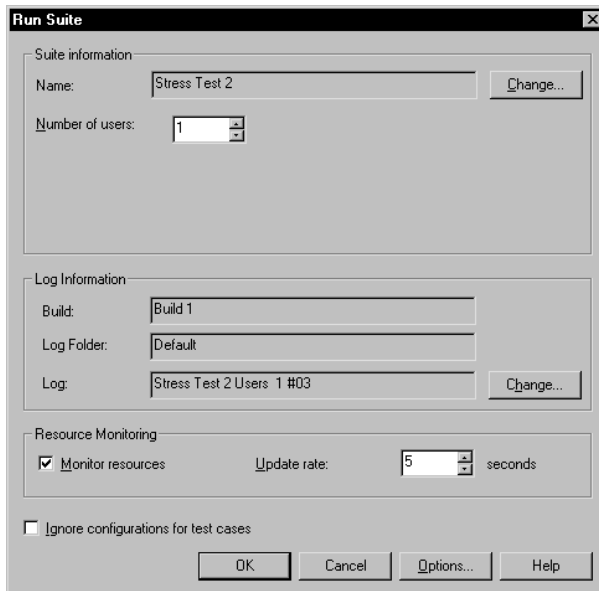 Run Suite
Suite information
Name: Stress Test 2 Change...
Number of users: 1
Log Information
Build: Build 1
Log Folder: Default
Log: Stress Test 2 Users 1 #03 Change...
Resource Monitoring
Monitor resources Update rate: 5 seconds
Ignore configurations for test cases
OK Cancel Options... Help